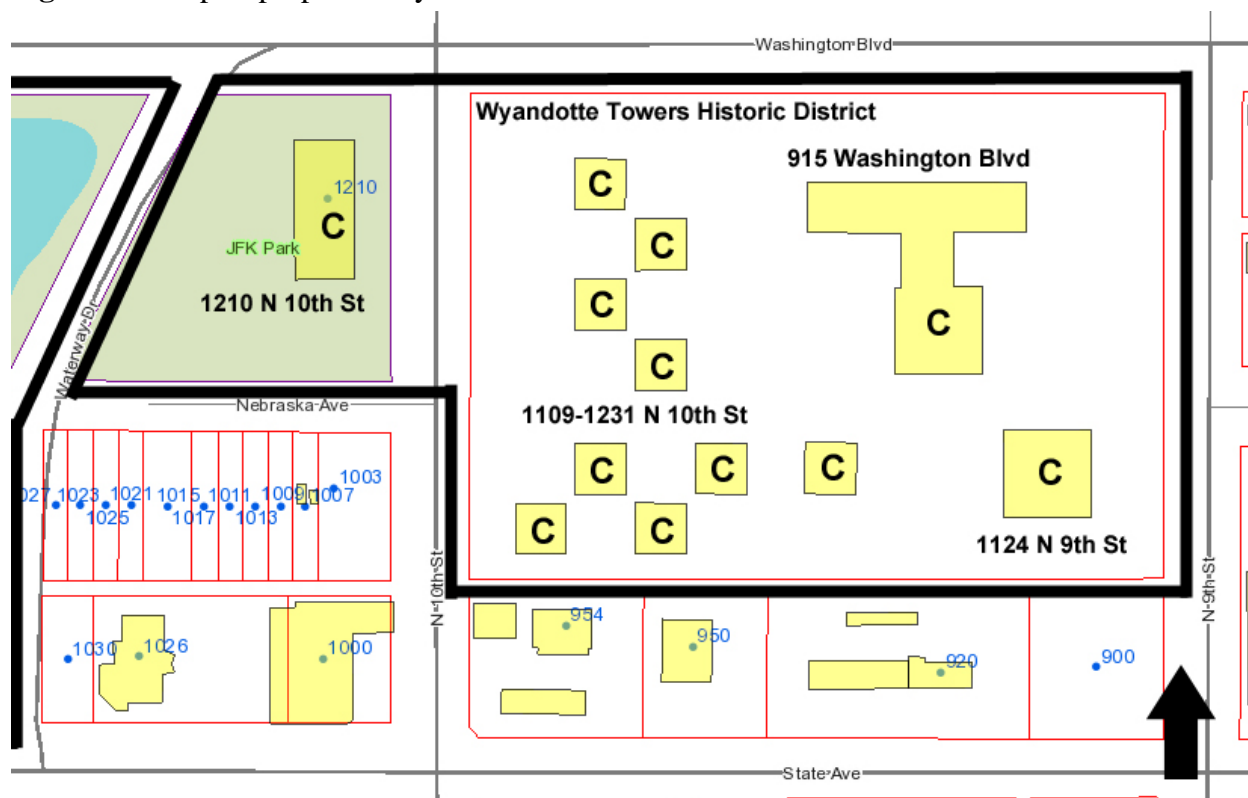 Washington Blvd
Wyandotte Towers Historic District
915 Washington Blvd
C
C
1210
C
JFK Park
1210 N 10th St
C
C
C
C
Waterway Dr
Nebraska Ave
1109-1231 N 10th St
C
C
C
C
C
C
1124 N 9th St
1003
1023
1021
1015
1011
1009
1007
1025
1017
1013
N 10th St
N 9th St
954
950
920
900
1030
1026
1000
State Ave